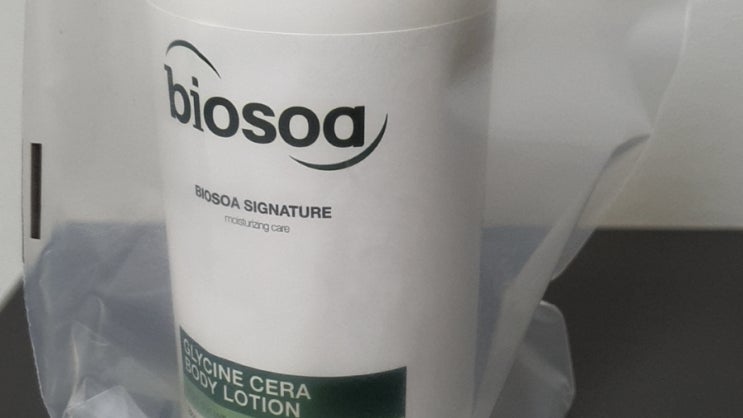 biosoa
BIOSOA SIGNATURE
moisturizing care
GLYCINE CERA
BODY LOTION